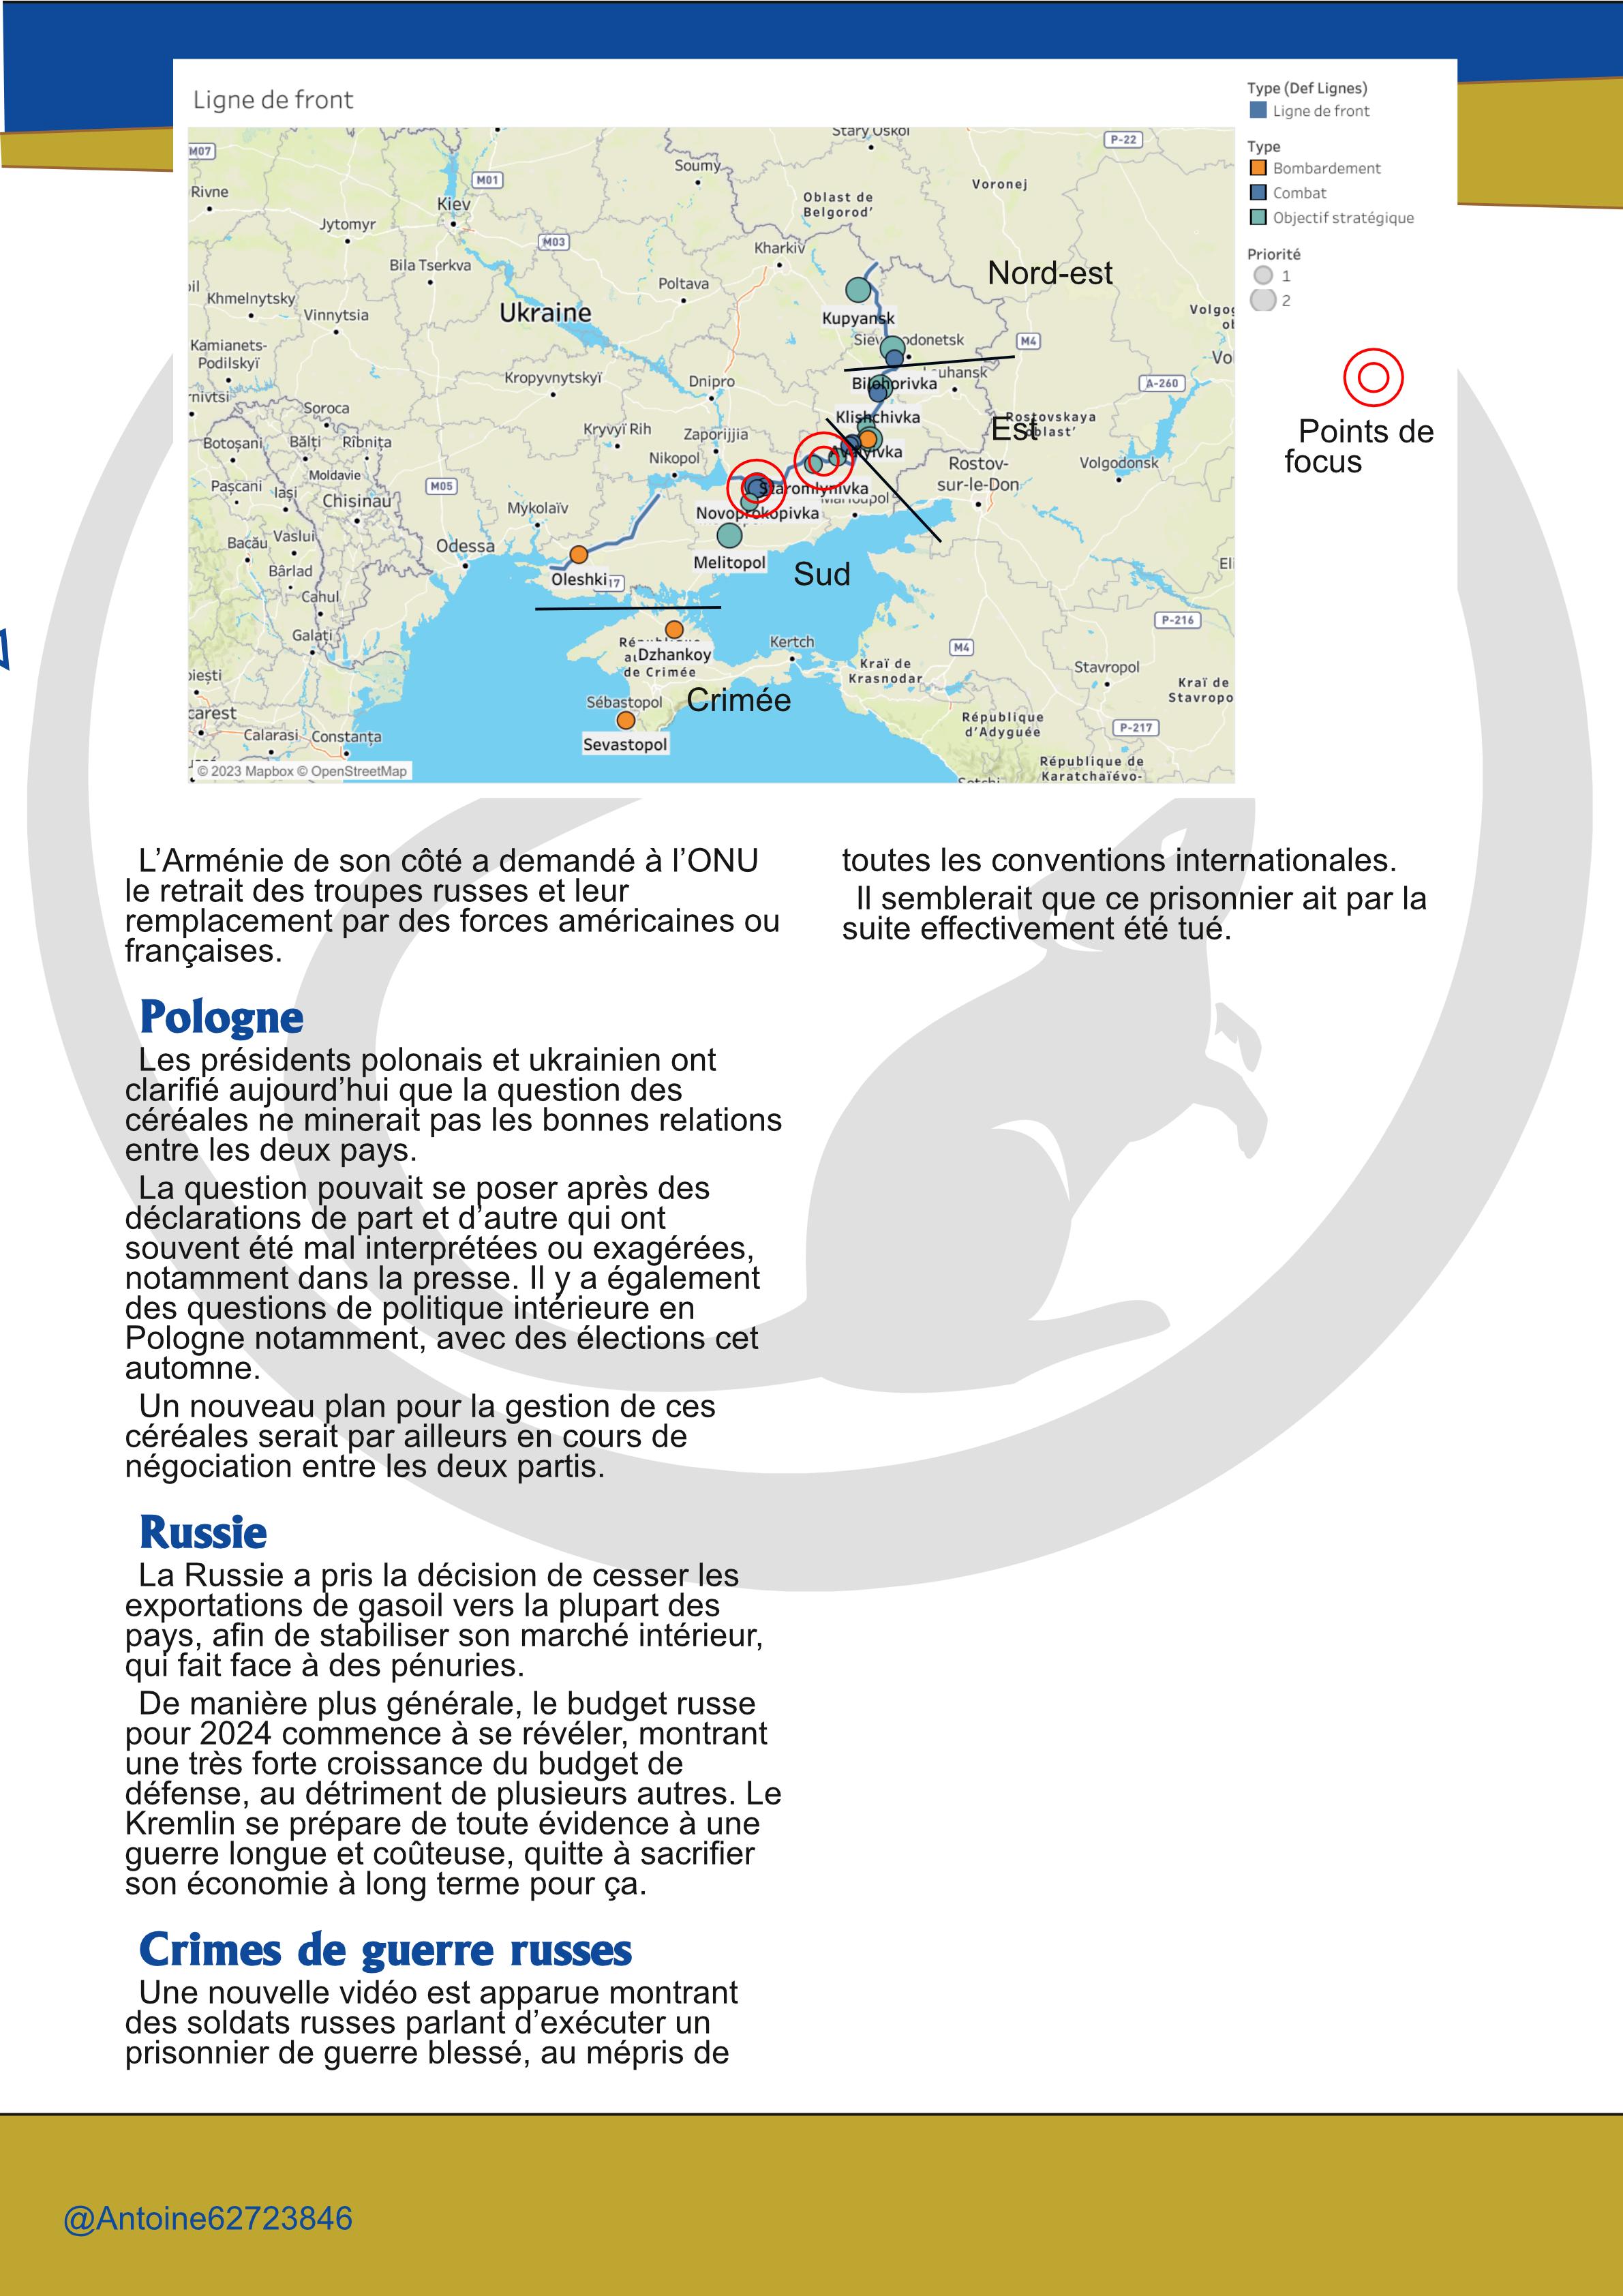 Ligne de front
Type (Def Lignes)
Ligne de front
Type
Bombardement
Combat
Objectif stratégique
Priorité
1
2
Points de
focus
M07
Stary Oskol
P-22
Soumy
M01
Rivne
Voronej
Oblast de
Belgorod'
Kiev
Jytomyr
M03
Kharkiv
Bila Tserkva
Nord-est
Poltava
Khmelnytsky
Vinnytsia
Ukraine
Kupyansk
M4
Kamianets-
Podilskyï
Kropyvnytskyï
Dnipro
Bilohorivka
A-260
Soroca
Klishchivka
Rostovskaya
oblast'
Est
Botoșani
Bălți
Rîbnița
Kryvyï Rih
Zaporijjia
Nikopol
Rostov-
sur-le-Don
Volgodonsk
Moldavie
Pașcani
Iași
M05
Chisinau
Staromlynivka
Mykolaïv
Novoprokopivka
Bacău
Vaslui
Odessa
Melitopol
Bârlad
Sud
Oleshki
17
Cahul
P-216
Galați
Dzhankoy
de Crimée
Kertch
M4
Kraï de
Krasnodar
Stavropol
Kraï de
Stavropo
Sébastopol
Crimée
carest
République
d'Adyguée
P-217
Calarasi
Constanța
Sevastopol
République de
Karatchaïévo-
© 2023 Mapbox © OpenStreetMap
L’Arménie de son côté a demandé à l’ONU
le retrait des troupes russes et leur
remplacement par des forces américaines ou
françaises.
Pologne
Les présidents polonais et ukrainien ont
clarifié aujourd’hui que la question des
céréales ne minerait pas les bonnes relations
entre les deux pays.
La question pouvait se poser après des
déclarations de part et d’autre qui ont
souvent été mal interprétées ou exagérées,
notamment dans la presse. Il y a également
des questions de politique intérieure en
Pologne notamment, avec des élections cet
automne.
Un nouveau plan pour la gestion de ces
céréales serait par ailleurs en cours de
négociation entre les deux partis.
Russie
La Russie a pris la décision de cesser les
exportations de gasoil vers la plupart des
pays, afin de stabiliser son marché intérieur,
qui fait face à des pénuries.
De manière plus générale, le budget russe
pour 2024 commence à se révéler, montrant
une très forte croissance du budget de
défense, au détriment de plusieurs autres. Le
Kremlin se prépare de toute évidence à une
guerre longue et coûteuse, quitte à sacrifier
son économie à long terme pour ça.
Crimes de guerre russes
Une nouvelle vidéo est apparue montrant
des soldats russes parlant d’exécuter un
prisonnier de guerre blessé, au mépris de
toutes les conventions internationales.
Il semblerait que ce prisonnier ait par la
suite effectivement été tué.
@Antoine62723846